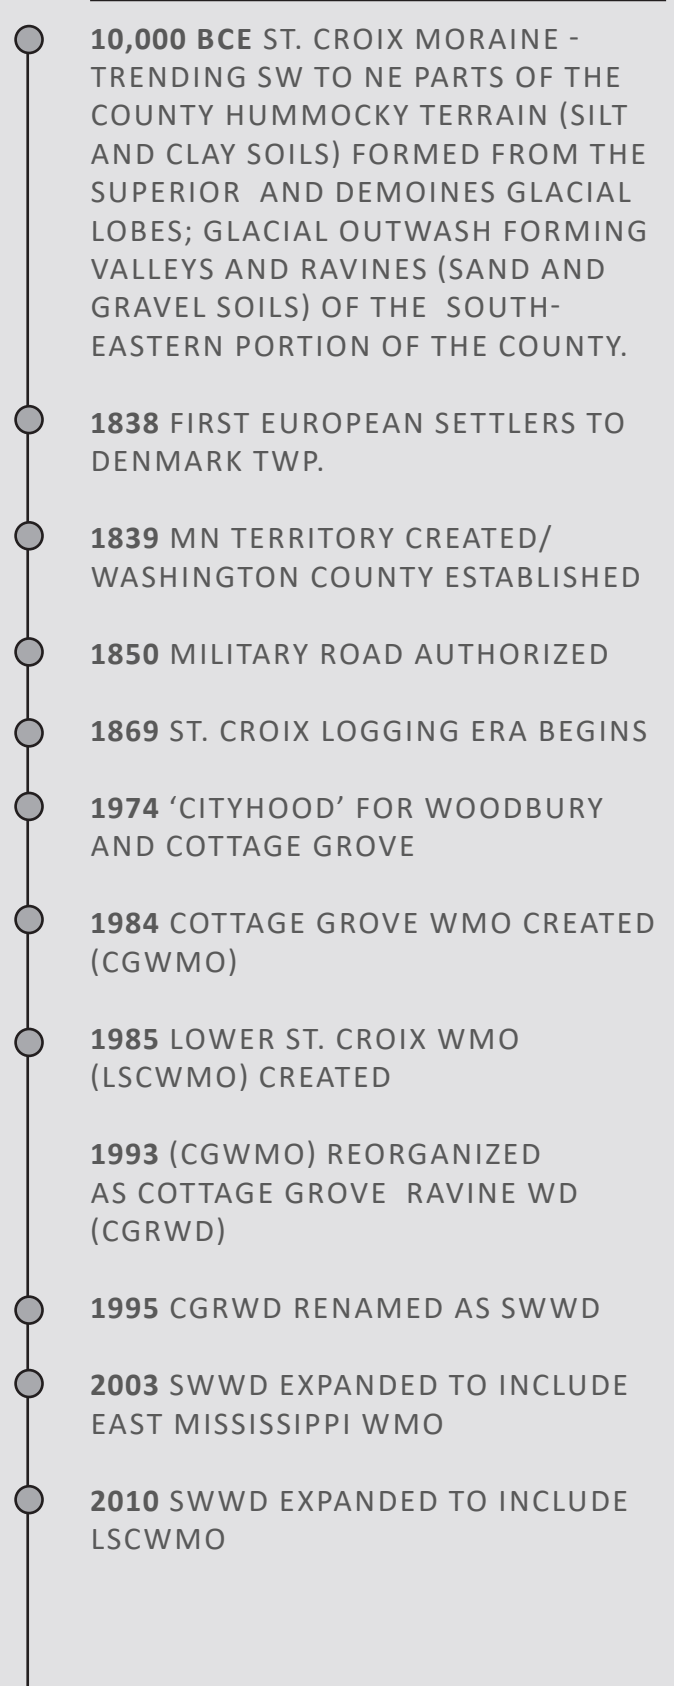 10,000 BCE ST. CROIX MORAINE -
TRENDING SW TO NE PARTS OF THE
COUNTY HUMMOCKY TERRAIN (SILT
AND CLAY SOILS) FORMED FROM THE
SUPERIOR AND DEMOINES GLACIAL
LOBES; GLACIAL OUTWASH FORMING
VALLEYS AND RAVINES (SAND AND
GRAVEL SOILS) OF THE SOUTH-
EASTERN PORTION OF THE COUNTY.
1838 FIRST EUROPEAN SETTLERS TO
DENMARK TWP.
1839 MN TERRITORY CREATED/
WASHINGTON COUNTY ESTABLISHED
1850 MILITARY ROAD AUTHORIZED
1869 ST. CROIX LOGGING ERA BEGINS
1974 ‘CITYHOOD’ FOR WOODBURY
AND COTTAGE GROVE
1984 COTTAGE GROVE WMO CREATED
(CGWMO)
1985 LOWER ST. CROIX WMO
(LSCWMO) CREATED
1993 (CGWMO) REORGANIZED
AS COTTAGE GROVE RAVINE WD
(CGRWD)
1995 CGRWD RENAMED AS SWWD
2003 SWWD EXPANDED TO INCLUDE
EAST MISSISSIPPI WMO
2010 SWWD EXPANDED TO INCLUDE
LSCWMO